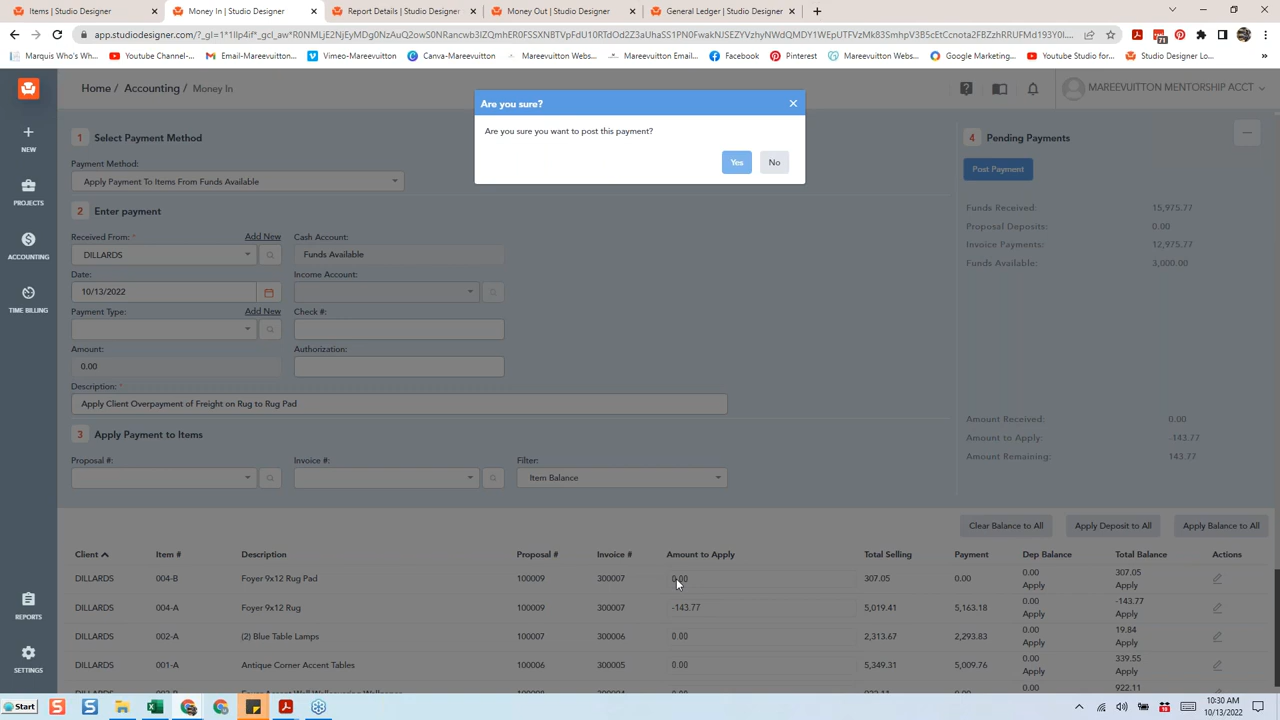 Items | Studio Designer
Money In | Studio Designer
Report Details | Studio Designer
Money Out | Studio Designer
General Ledger | Studio Designer
Marquis Who's Wh...
YouTube Channel-...
Email-Mareevuitton...
Vimeo-Mareevuitton
Canva-Mareevuitton
Mareevuitton Webs...
Mareevuitton Webs...
Facebook
Pinterest
Mareevuitton Webs...
Google Marketing...
Youtube Studio for...
Studio Designer Lo...
71
Home / Accounting / Money In
MAREEVUITTON MENTORSHIP ACCT
NEW
PROJECTS
ACCOUNTING
TIME BILLING
REPORTS
SETTINGS
Are you sure?
Are you sure you want to post this payment?
Yes No
1 Select Payment Method
Payment Method:
Apply Payment To Items From Funds Available
2 Enter payment
Received From: * Add New Cash Account:
DILLARDS Funds Available
Date: Income Account:
10/13/2022
Payment Type: Add New Check #:
Amount: Authorization:
0.00
Description: *
Apply Client Overpayment of Freight on Rug to Rug Pad
3 Apply Payment to Items
Proposal #: Invoice #: Filter:
Item Balance
4 Pending Payments
Post Payment
Funds Received: 15,975.77
Proposal Deposits: 0.00
Invoice Payments: 12,975.77
Funds Available: 3,000.00
Amount Received: 0.00
Amount to Apply: -143.77
Amount Remaining: 143.77
Clear Balance to All Apply Deposit to All Apply Balance to All
Client Item # Description Proposal # Invoice # Amount to Apply Total Selling Payment Dep Balance Total Balance Actions
DILLARDS 004-B Foyer 9x12 Rug Pad 100009 300007 0.00 307.05 0.00 0.00 307.05
Apply Apply
DILLARDS 004-A Foyer 9x12 Rug 100009 300007 -143.77 5,019.41 5,163.18 0.00 -143.77
Apply Apply
DILLARDS 002-A (2) Blue Table Lamps 100007 300006 0.00 2,313.67 2,293.83 0.00 19.84
Apply Apply
DILLARDS 001-A Antique Corner Accent Tables 100006 300005 0.00 5,349.31 5,009.76 0.00 339.55
Apply Apply
0.00 922.11
Start
10:30 AM
10/13/2022